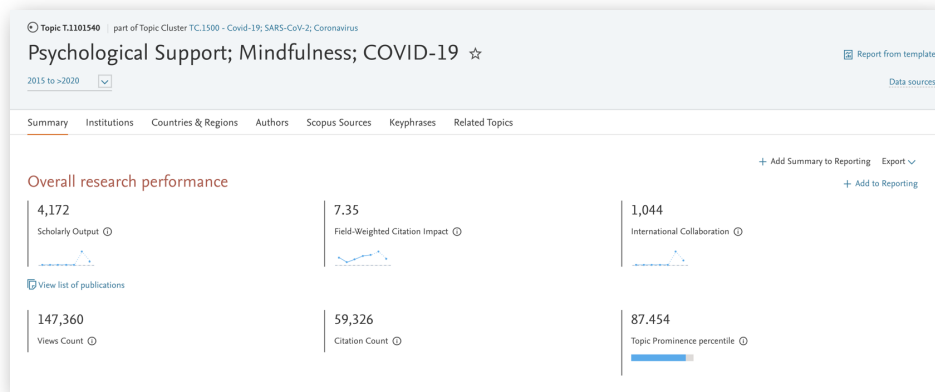 Topic T.1101540 | part of Topic Cluster TC.1500 - Covid-19; SARS-CoV-2; Coronavirus
Psychological Support; Mindfulness; COVID-19
Report from template
2015 to >2020
Data sources
Summary Institutions Countries & Regions Authors Scopus Sources Keyphrases Related Topics
+ Add Summary to Reporting Export
Overall research performance
+ Add to Reporting
4,172 7.35 1,044
Scholarly Output Field-Weighted Citation Impact International Collaboration
View list of publications
147,360 59,326 87.454
Views Count Citation Count Topic Prominence percentile